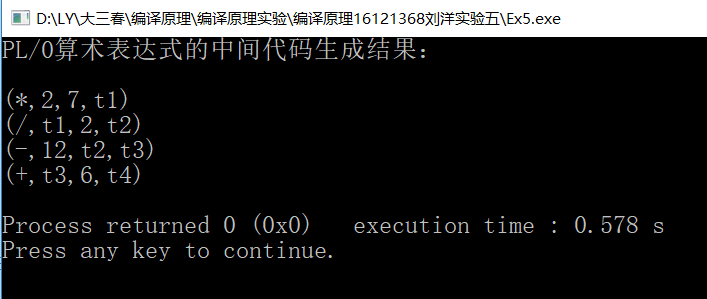 D:\LY\大三春\编译原理\编译原理实验\编译原理16121368刘洋实验五\Ex5.exe
PL/0算术表达式的中间代码生成结果：
(*,2,7,t1)
(/,t1,2,t2)
(-,12,t2,t3)
(+,t3,6,t4)
Process returned 0 (0x0)   execution time : 0.578 s
Press any key to continue.